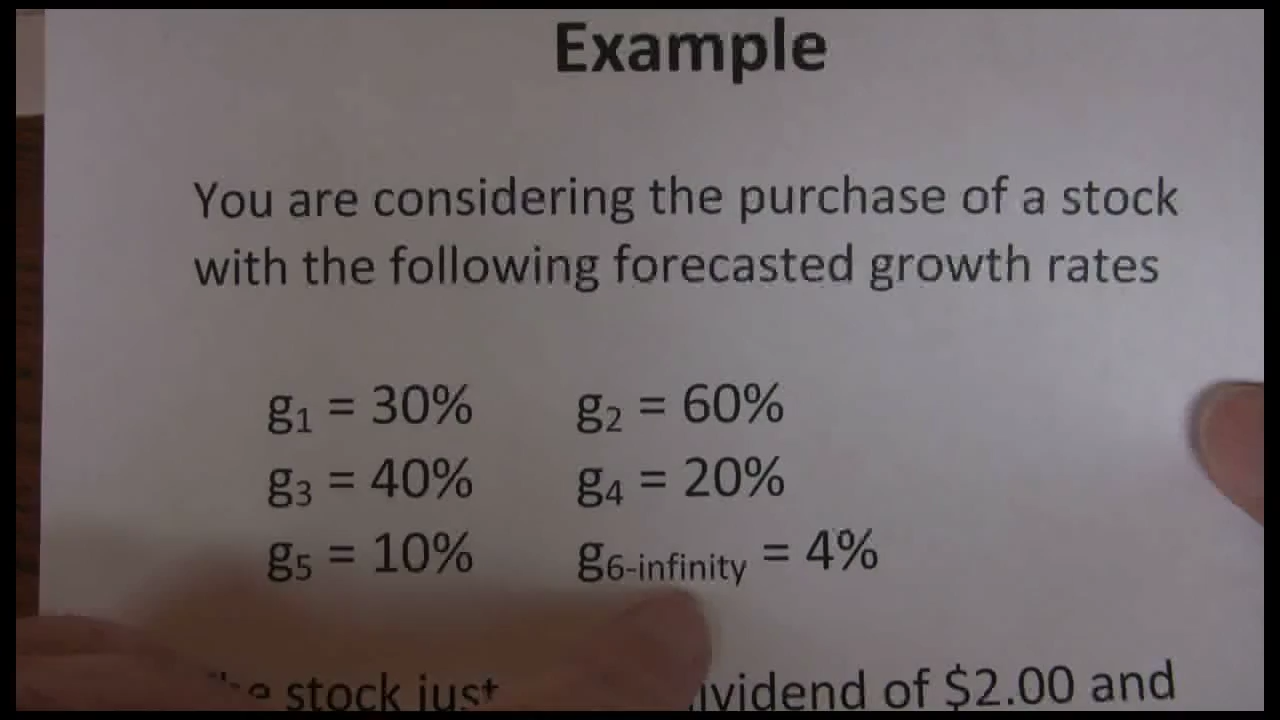 Example
You are considering the purchase of a stock
with the following forecasted growth rates
g₁ = 30% g₂ = 60%
g₃ = 40% g₄ = 20%
g₅ = 10% g₆₋infinity = 4%
stock just of $2.00 and